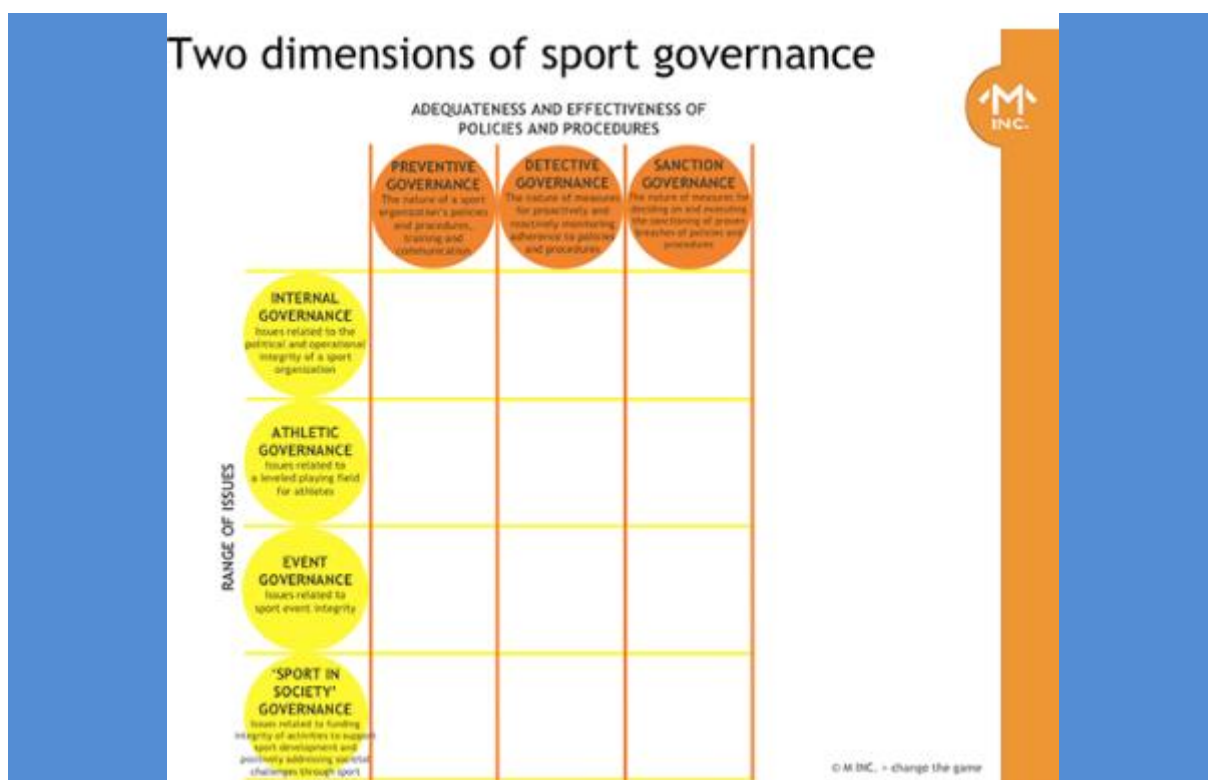 Two dimensions of sport governance
ʻMʼ
INC.
ADEQUATENESS AND EFFECTIVENESS OF
POLICIES AND PROCEDURES
PREVENTIVE
GOVERNANCE
The nature of a sport
organization's policies
and procedures,
training and
communication
DETECTIVE
GOVERNANCE
The nature of measures
for proactively and
reactively monitoring
adherence to policies
and procedures
SANCTION
GOVERNANCE
The nature of measures for
deciding on and executing
the sanctioning of proven
breaches of policies and
procedures
RANGE OF ISSUES
INTERNAL
GOVERNANCE
Issues related to the
political and operational
integrity of a sport
organization
ATHLETIC
GOVERNANCE
Issues related to
a leveled playing field
for athletes
EVENT
GOVERNANCE
Issues related to
sport event integrity
'SPORT IN
SOCIETY'
GOVERNANCE
Issues related to funding
integrity of activities to support
sport development and
positively addressing societal
challenges through sport
© M INC. > change the game